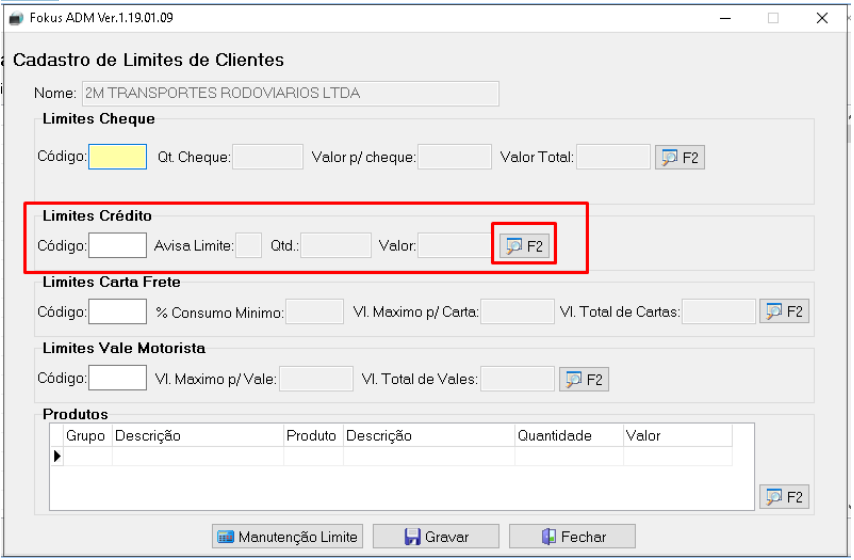 Fokus ADM Ver.1.19.01.09
Cadastro de Limites de Clientes
Nome: 2M TRANSPORTES RODOVIARIOS LTDA
Limites Cheque
Código: Qt. Cheque: Valor p/ cheque: Valor Total: F2
Limites Crédito
Código: Avisa Limite: Qtd.: Valor: F2
Limites Carta Frete
Código: % Consumo Minimo: Vl. Maximo p/ Carta: Vl. Total de Cartas: F2
Limites Vale Motorista
Código: Vl. Maximo p/ Vale: Vl. Total de Vales: F2
Produtos
Grupo Descrição Produto Descrição Quantidade Valor
F2
Manutenção Limite Gravar Fechar